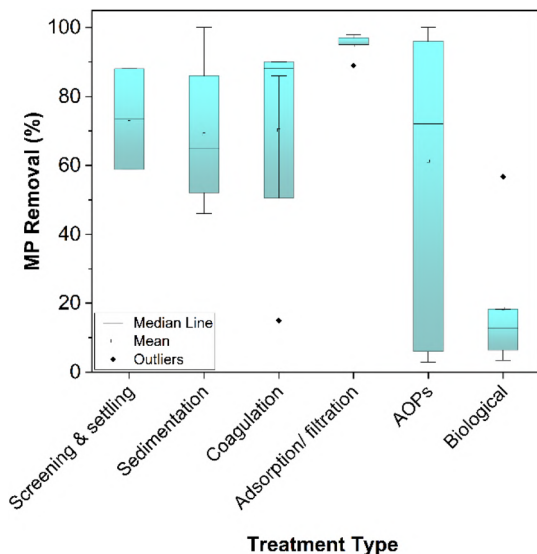 MP Removal (%)
100
80
60
40
20
0
Median Line
Mean
Outliers
Screening & settling
Sedimentation
Coagulation
Adsorption/ filtration
AOPs
Biological
Treatment Type